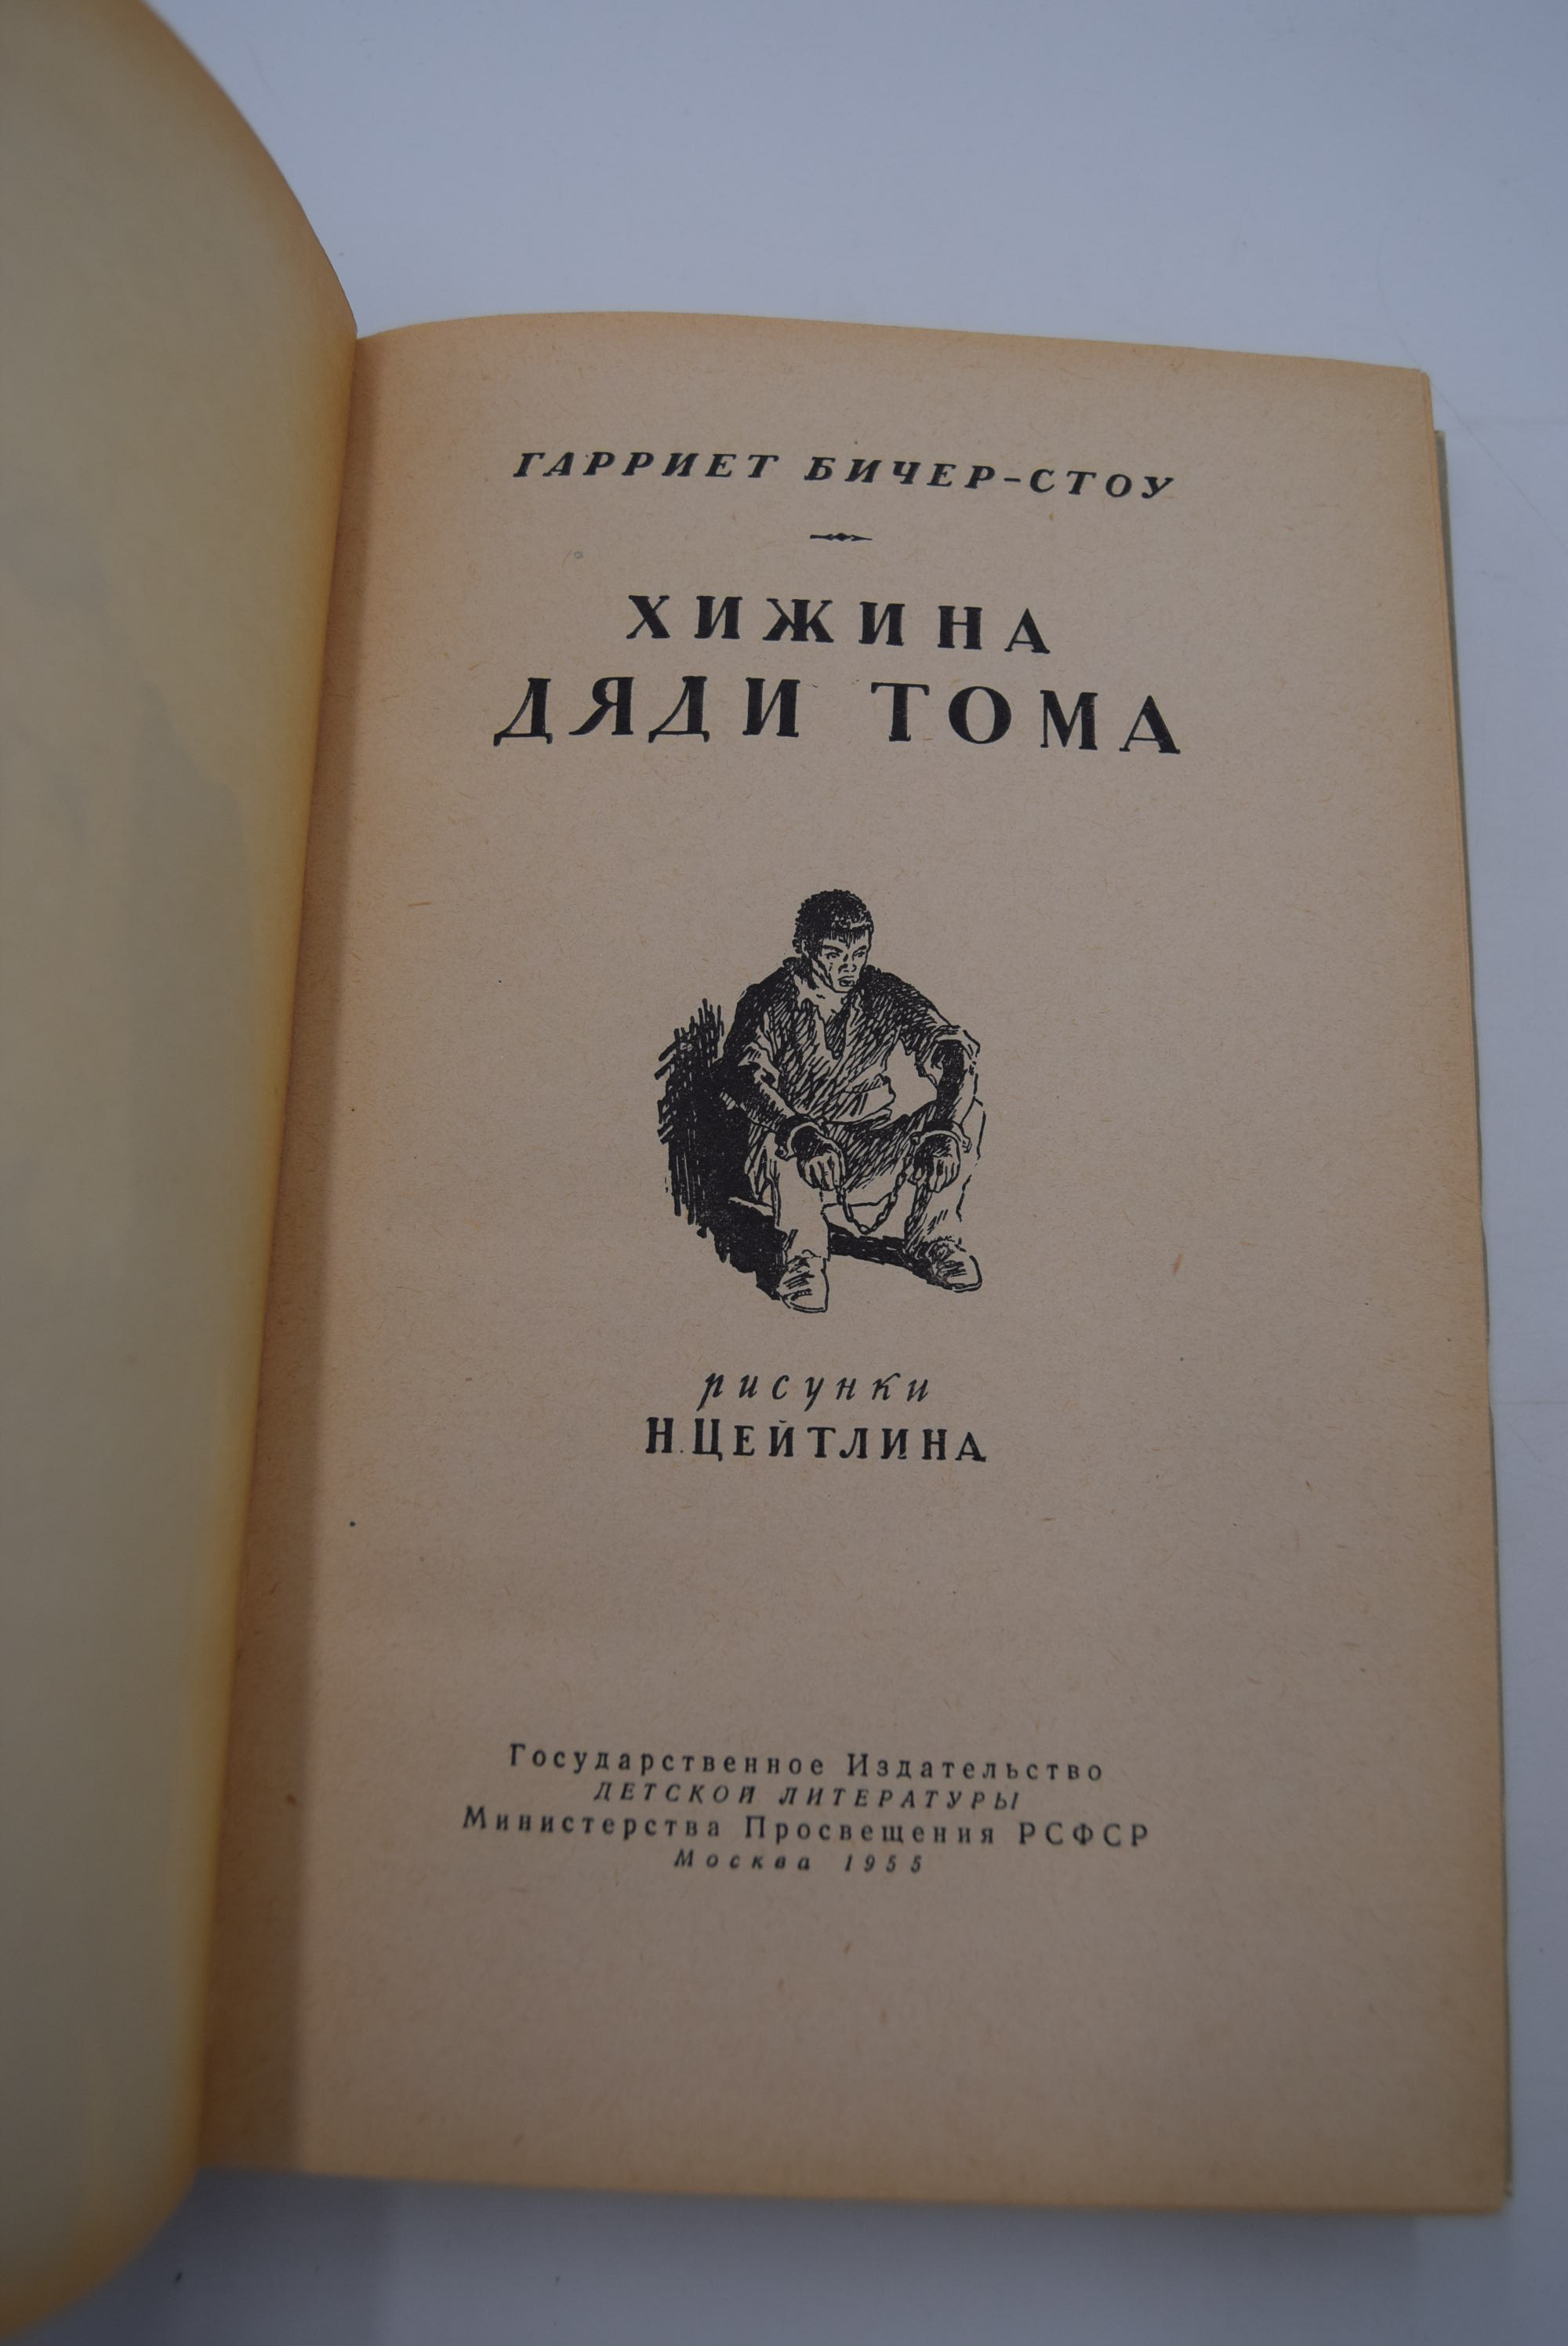 ГАРРИЕТ БИЧЕР-СТОУ
ХИЖИНА
ДЯДИ ТОМА
рисунки
Н. ЦЕЙТЛИНА
Государственное Издательство
ДЕТСКОЙ ЛИТЕРАТУРЫ
Министерства Просвещения РСФСР
Москва 1955